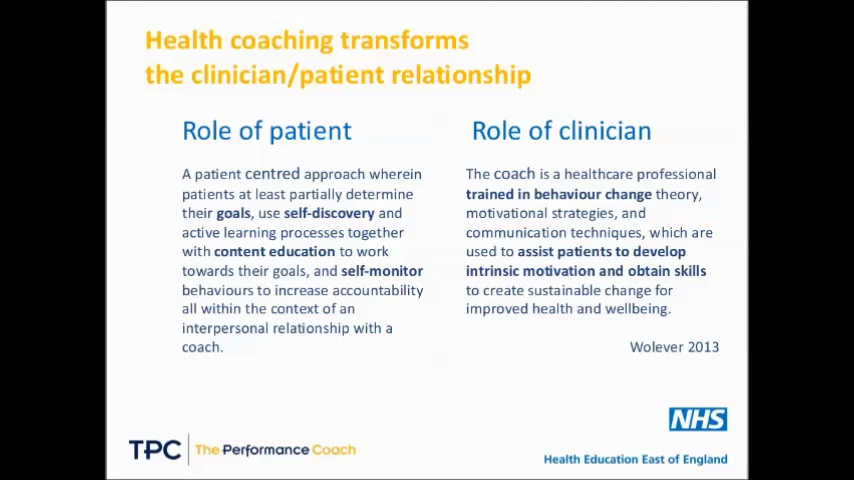 Health coaching transforms
the clinician/patient relationship
Role of patient
A patient centred approach wherein
patients at least partially determine
their goals, use self-discovery and
active learning processes together
with content education to work
towards their goals, and self-monitor
behaviours to increase accountability
all within the context of an
interpersonal relationship with a
coach.
Role of clinician
The coach is a healthcare professional
trained in behaviour change theory,
motivational strategies, and
communication techniques, which are
used to assist patients to develop
intrinsic motivation and obtain skills
to create sustainable change for
improved health and wellbeing.
Wolever 2013
TPC The Performance Coach
NHS
Health Education East of England